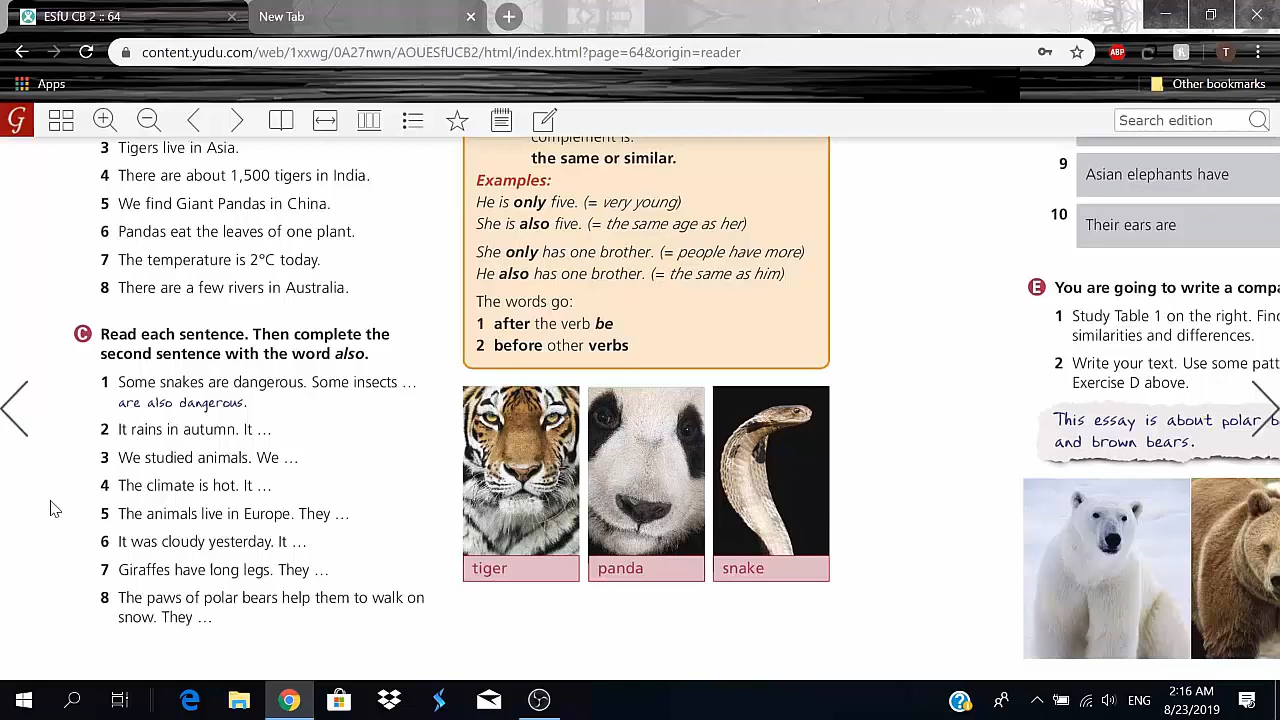 ESfU CB 2 :: 64
New Tab
content.yudu.com/web/1xxwg/0A27nwn/AOUESfUCB2/html/index.html?page=64&origin=reader
ABP
T
Apps
Other bookmarks
G
Search edition
3 Tigers live in Asia.
4 There are about 1,500 tigers in India.
5 We find Giant Pandas in China.
6 Pandas eat the leaves of one plant.
7 The temperature is 2°C today.
8 There are a few rivers in Australia.
C Read each sentence. Then complete the
second sentence with the word also.
1 Some snakes are dangerous. Some insects …
are also dangerous.
2 It rains in autumn. It …
3 We studied animals. We …
4 The climate is hot. It …
5 The animals live in Europe. They …
6 It was cloudy yesterday. It …
7 Giraffes have long legs. They …
8 The paws of polar bears help them to walk on
snow. They …
complement is:
the same or similar.
Examples:
He is only five. (= very young)
She is also five. (= the same age as her)
She only has one brother. (= people have more)
He also has one brother. (= the same as him)
The words go:
1 after the verb be
2 before other verbs
tiger
panda
snake
9 Asian elephants have
10 Their ears are
E You are going to write a compa
1 Study Table 1 on the right. Fin
similarities and differences.
2 Write your text. Use some pat
Exercise D above.
This essay is about polar b
and brown bears.
ENG
2:16 AM
8/23/2019